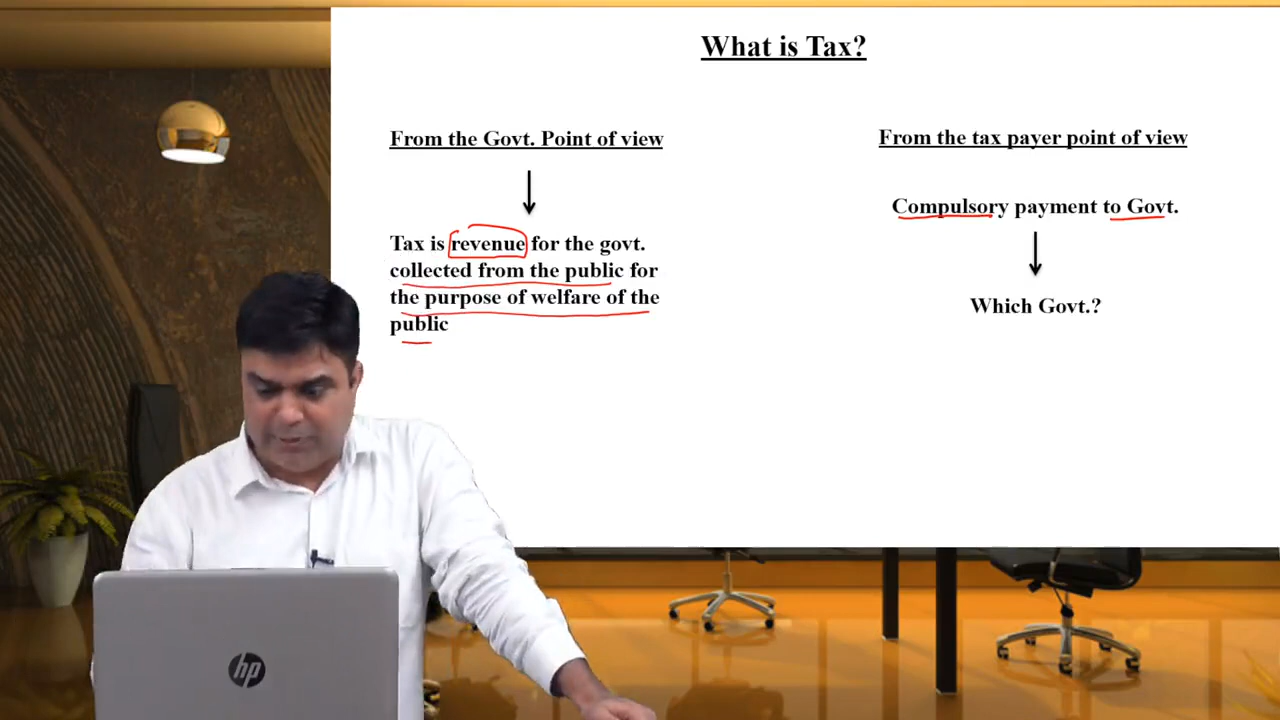 What is Tax?
From the Govt. Point of view
Tax is revenue for the govt.
collected from the public for
the purpose of welfare of the
public
From the tax payer point of view
Compulsory payment to Govt.
Which Govt.?
hp